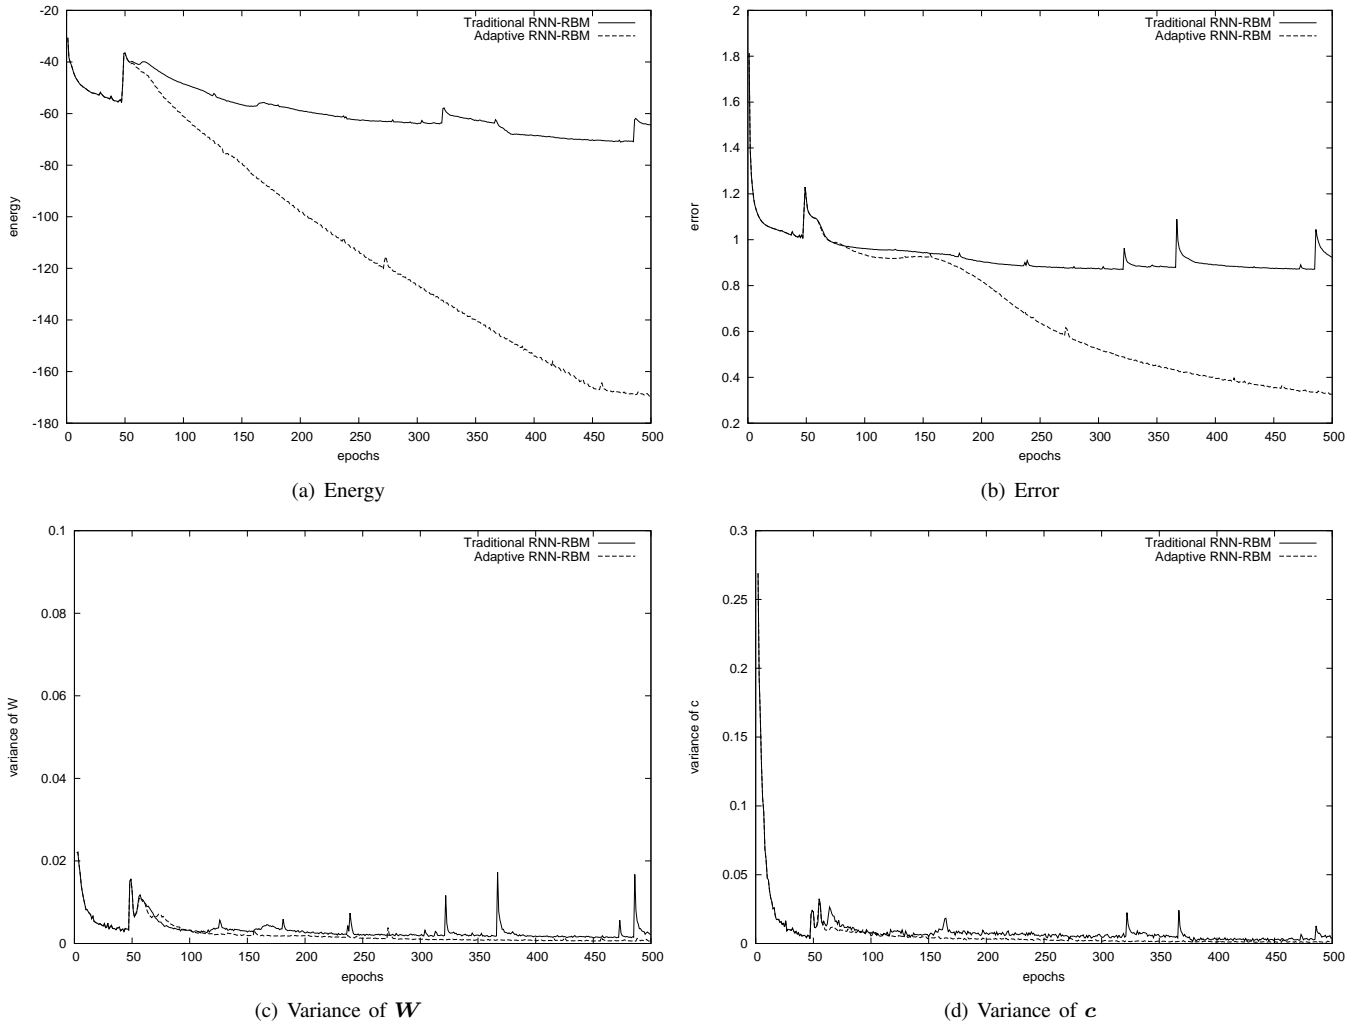 Traditional RNN-RBM
Adaptive RNN-RBM
-20
-40
-60
-80
-100
-120
-140
-160
-180
energy
0 50 100 150 200 250 300 350 400 450 500
epochs
(a) Energy
Traditional RNN-RBM
Adaptive RNN-RBM
2
1.8
1.6
1.4
1.2
1
0.8
0.6
0.4
0.2
error
0 50 100 150 200 250 300 350 400 450 500
epochs
(b) Error
Traditional RNN-RBM
Adaptive RNN-RBM
0.1
0.08
0.06
0.04
0.02
0
variance of W
0 50 100 150 200 250 300 350 400 450 500
epochs
(c) Variance of W
Traditional RNN-RBM
Adaptive RNN-RBM
0.3
0.25
0.2
0.15
0.1
0.05
0
variance of c
0 50 100 150 200 250 300 350 400 450 500
epochs
(d) Variance of c